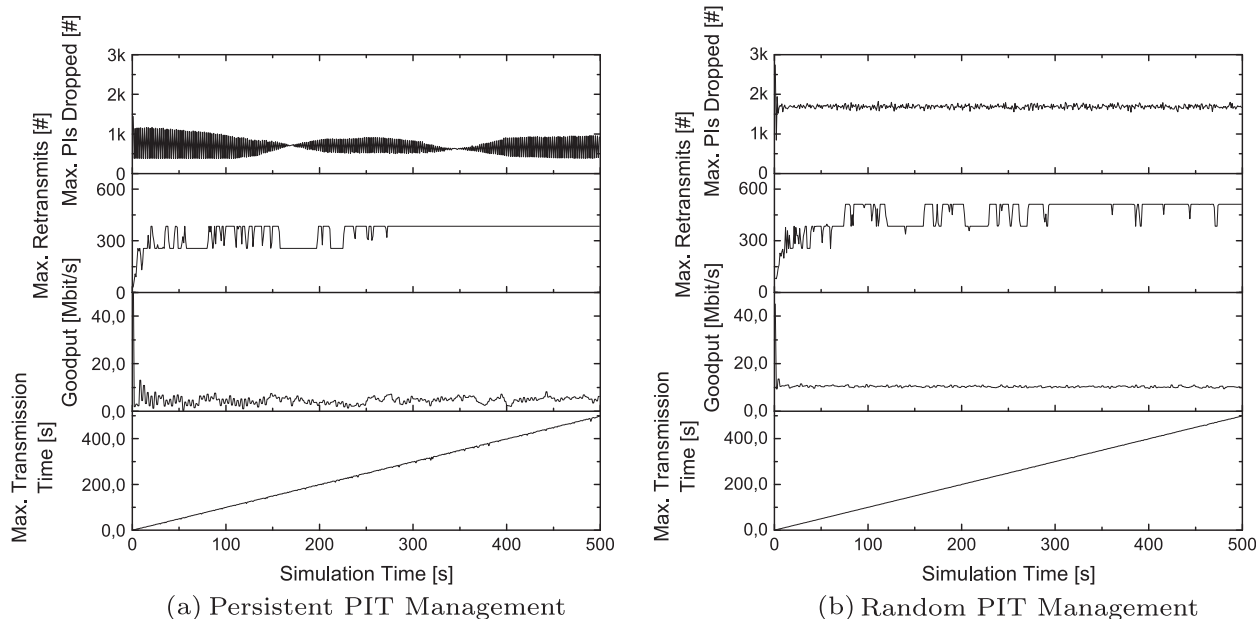 Max. PIs Dropped [#]
3k
2k
1k
0
Max. Retransmits [#]
600
300
0
Goodput [Mbit/s]
40,0
20,0
0,0
Max. Transmission
Time [s]
400,0
200,0
0,0
0
100
200
300
400
500
Simulation Time [s]
(a) Persistent PIT Management
Max. PIs Dropped [#]
3k
2k
1k
0
Max. Retransmits [#]
600
300
0
Goodput [Mbit/s]
40,0
20,0
0,0
Max. Transmission
Time [s]
400,0
200,0
0,0
0
100
200
300
400
500
Simulation Time [s]
(b) Random PIT Management